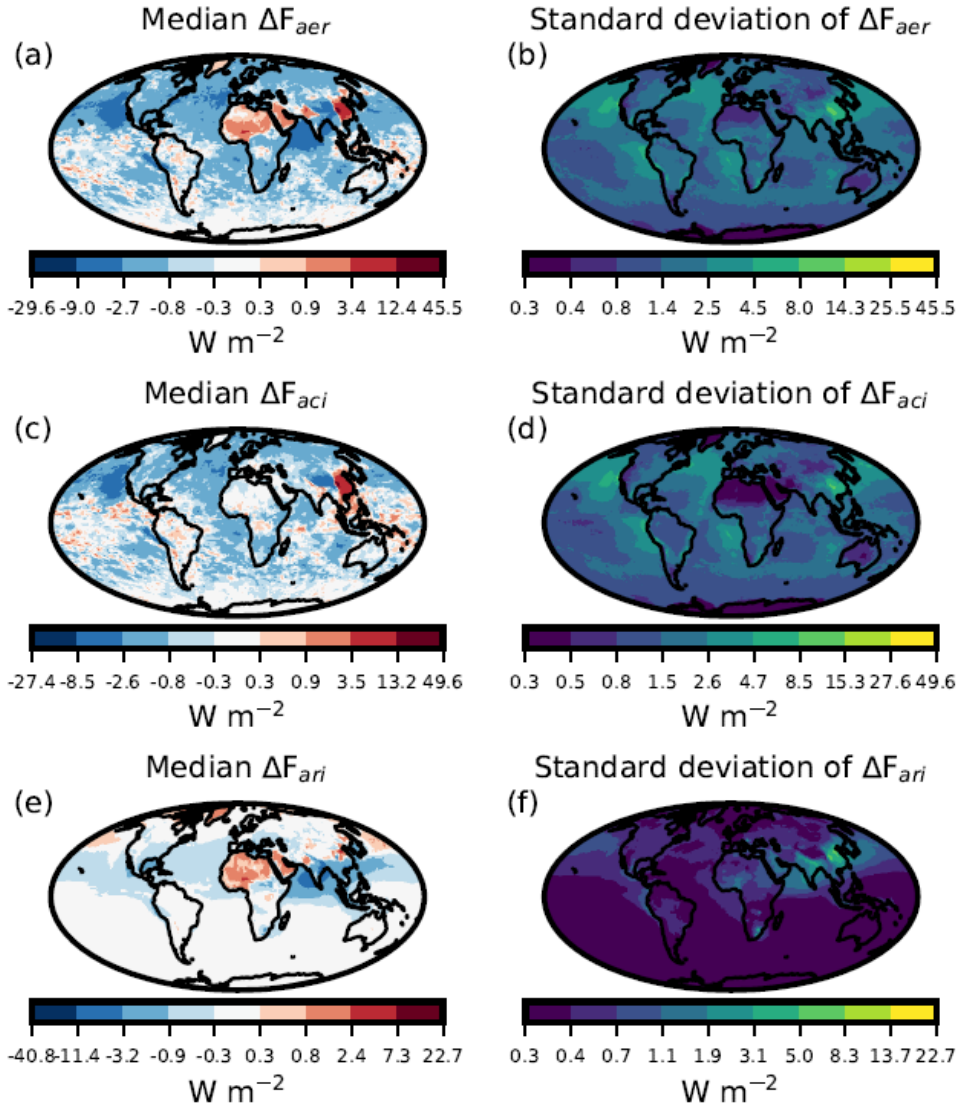 Median ΔF_aer
Standard deviation of ΔF_aer
(a)
(b)
-29.6 -9.0 -2.7 -0.8 -0.3 0.3 0.9 3.4 12.4 45.5
0.3 0.4 0.8 1.4 2.5 4.5 8.0 14.3 25.5 45.5
W m⁻²
W m⁻²
Median ΔF_aci
Standard deviation of ΔF_aci
(c)
(d)
-27.4 -8.5 -2.6 -0.8 -0.3 0.3 0.9 3.5 13.2 49.6
0.3 0.5 0.8 1.5 2.6 4.7 8.5 15.3 27.6 49.6
W m⁻²
W m⁻²
Median ΔF_ari
Standard deviation of ΔF_ari
(e)
(f)
-40.8 -11.4 -3.2 -0.9 -0.3 0.3 0.8 2.4 7.3 22.7
0.3 0.4 0.7 1.1 1.9 3.1 5.0 8.3 13.7 22.7
W m⁻²
W m⁻²